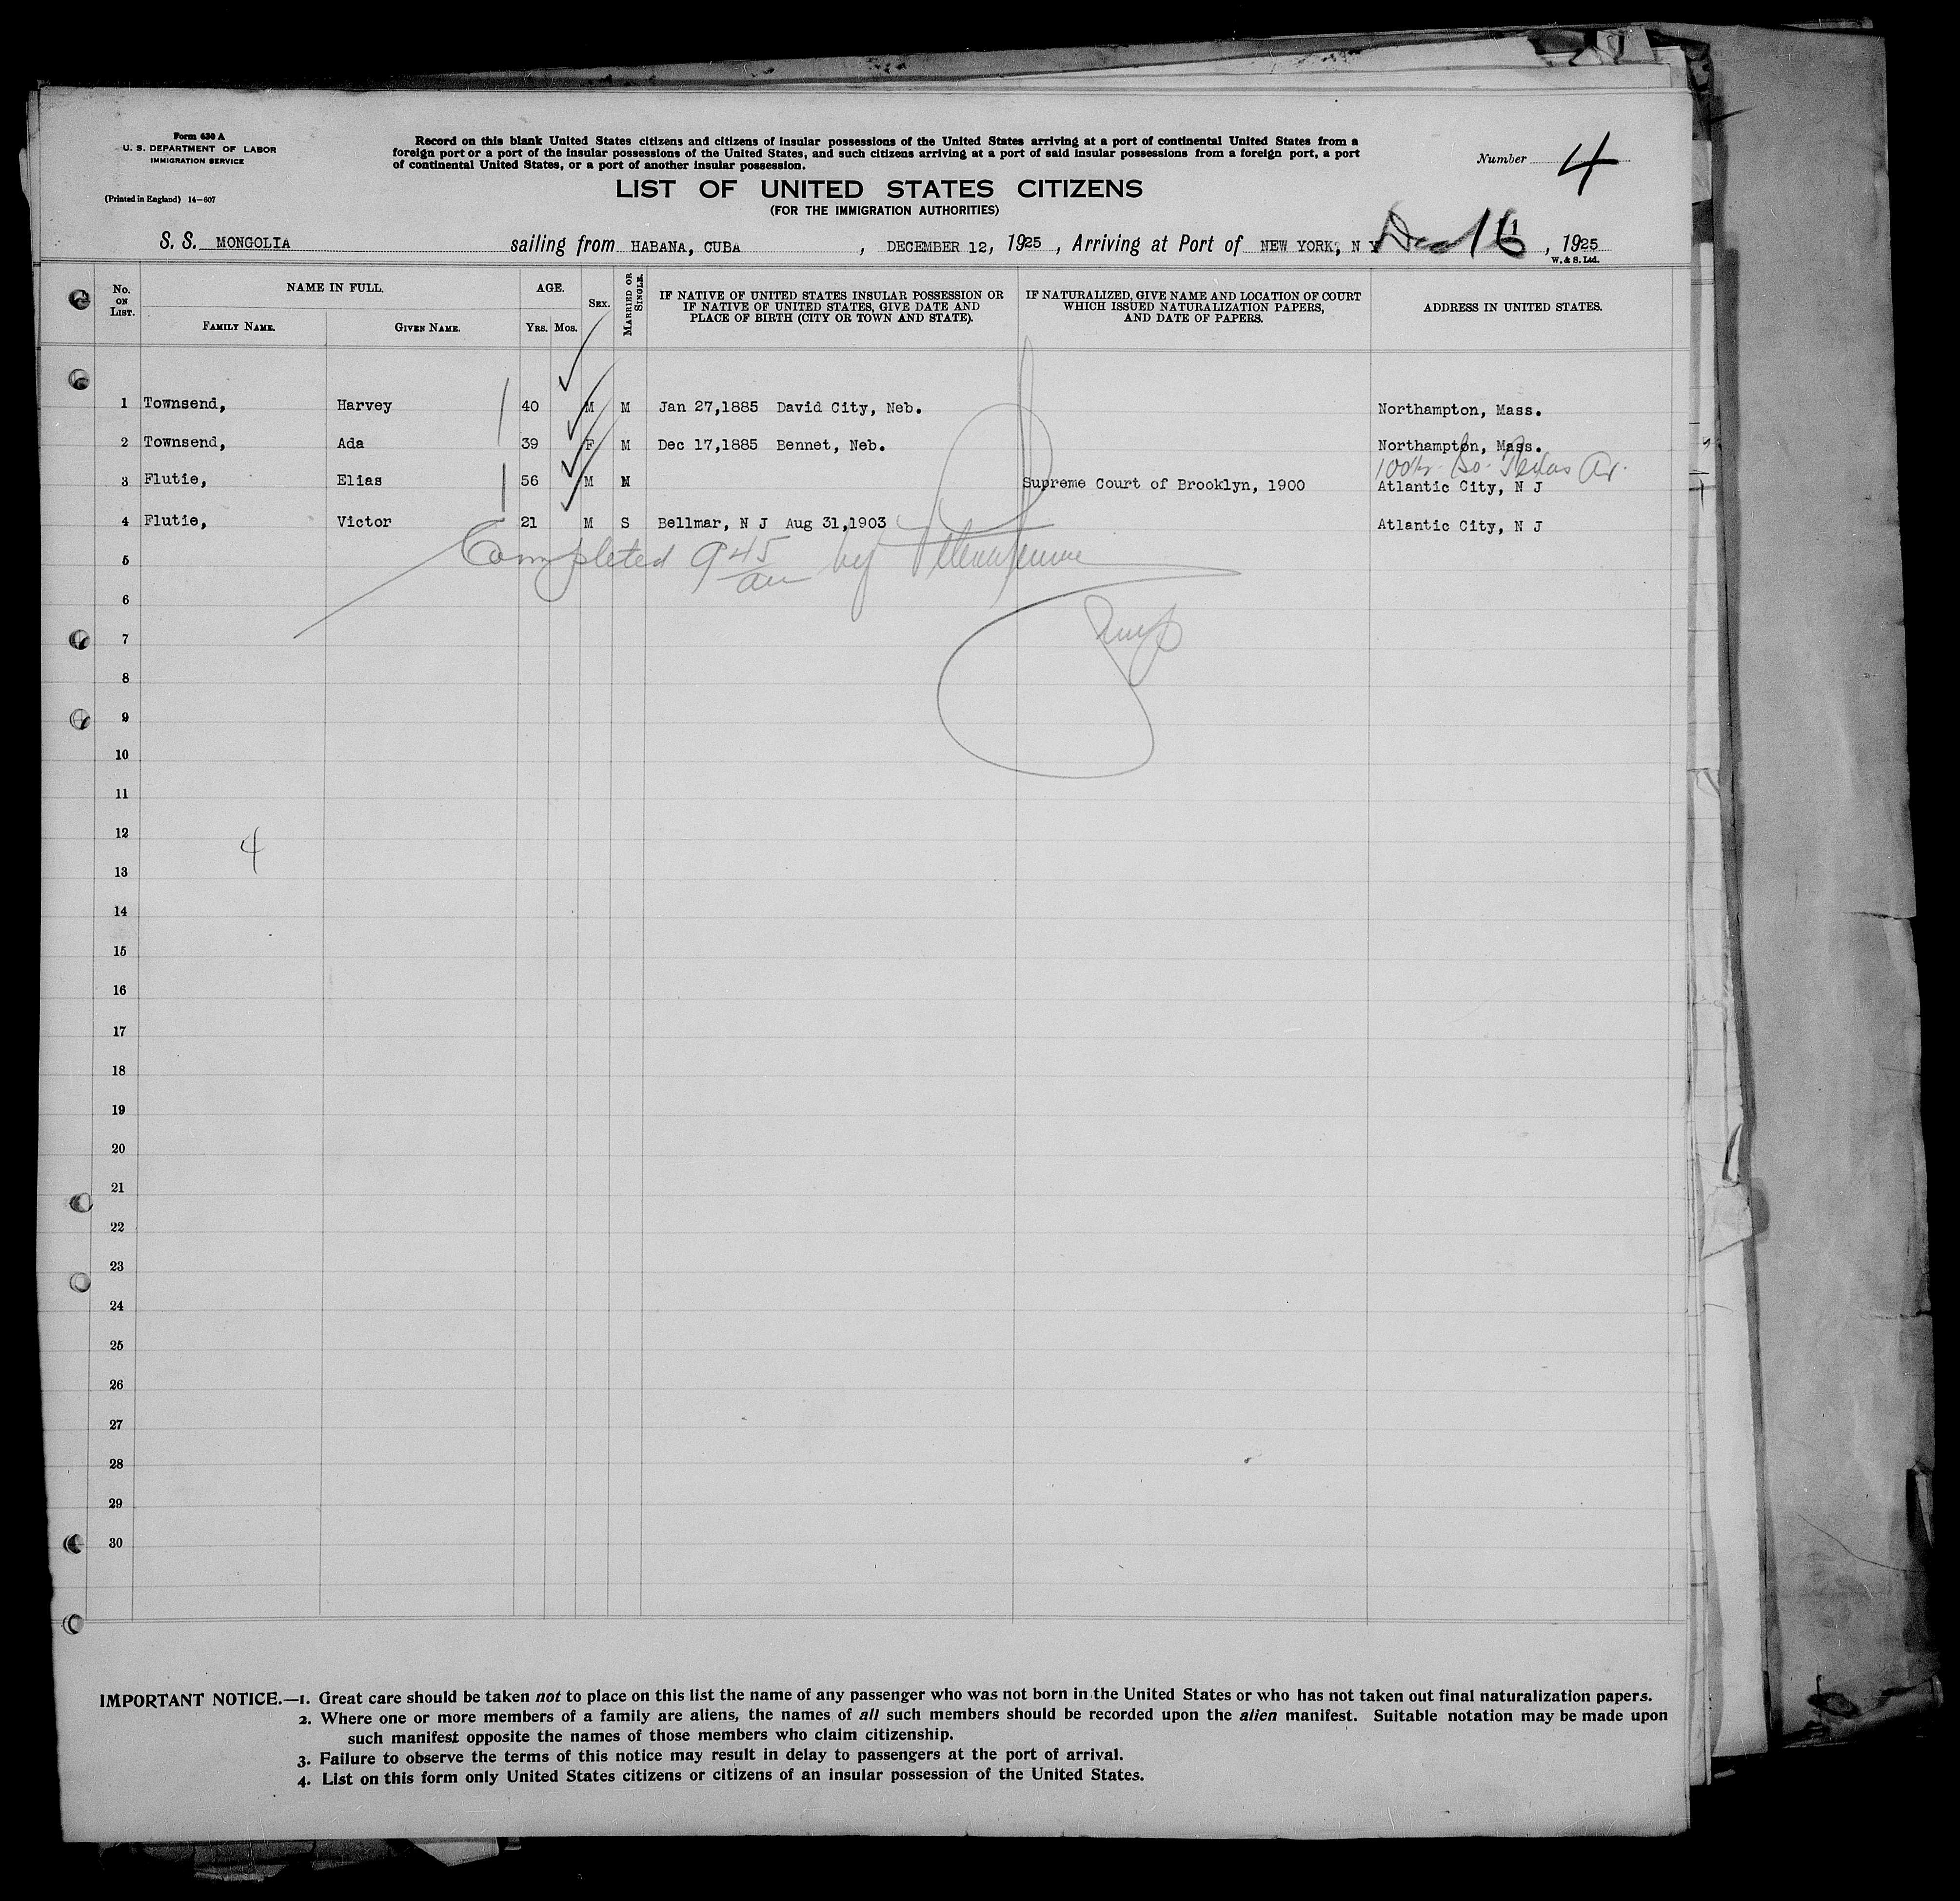 Form 630 A
U. S. DEPARTMENT OF LABOR
IMMIGRATION SERVICE
(Printed in England) 14—607
Record on this blank United States citizens and citizens of insular possessions of the United States arriving at a port of continental United States from a
foreign port or a port of the insular possessions of the United States, and such citizens arriving at a port of said insular possessions from a foreign port, a port
of continental United States, or a port of another insular possession.
Number 4
LIST OF UNITED STATES CITIZENS
(FOR THE IMMIGRATION AUTHORITIES)
S. S. MONGOLIA sailing from HABANA, CUBA , DECEMBER 12, 1925 , Arriving at Port of NEW YORK, N Y Dec 16 , 1925
W. & S. Ltd.
No. ON LIST. NAME IN FULL. AGE. SEX. MARRIED OR SINGLE. IF NATIVE OF UNITED STATES INSULAR POSSESSION OR IF NATIVE OF UNITED STATES, GIVE DATE AND PLACE OF BIRTH (CITY OR TOWN AND STATE). IF NATURALIZED, GIVE NAME AND LOCATION OF COURT WHICH ISSUED NATURALIZATION PAPERS, AND DATE OF PAPERS. ADDRESS IN UNITED STATES.
FAMILY NAME. GIVEN NAME. YRS. MOS.
1 Townsend, Harvey 40 M M Jan 27,1885 David City, Neb. Northampton, Mass.
2 Townsend, Ada 39 F M Dec 17,1885 Bennet, Neb. Northampton, Mass.
So. Texas Av.
3 Flutie, Elias 56 M M Supreme Court of Brooklyn, 1900 Atlantic City, N J
4 Flutie, Victor 21 M S Bellmar, N J Aug 31,1903 Atlantic City, N J
Completed 9 45 am by
5
6
7
8
9
10
11
12
4
13
14
15
16
17
18
19
20
21
22
23
24
25
26
27
28
29
30
IMPORTANT NOTICE.—1. Great care should be taken not to place on this list the name of any passenger who was not born in the United States or who has not taken out final naturalization papers.
2. Where one or more members of a family are aliens, the names of all such members should be recorded upon the alien manifest. Suitable notation may be made upon
such manifest opposite the names of those members who claim citizenship.
3. Failure to observe the terms of this notice may result in delay to passengers at the port of arrival.
4. List on this form only United States citizens or citizens of an insular possession of the United States.